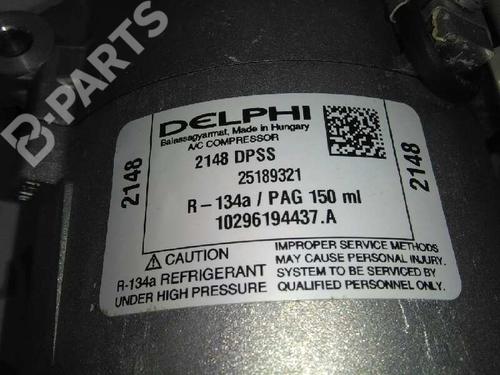 B-PARTS
DELPHI
Balassagyarmat, Made in Hungary
A/C COMPRESSOR
2148 DPSS
25189321
R-134a / PAG 150 ml
10296194437.A
2148
2148
CAUTION
R-134a REFRIGERANT
UNDER HIGH PRESSURE
IMPROPER SERVICE METHODS
MAY CAUSE PERSONAL INJURY.
SYSTEM TO BE SERVICED BY
QUALIFIED PERSONNEL ONLY.